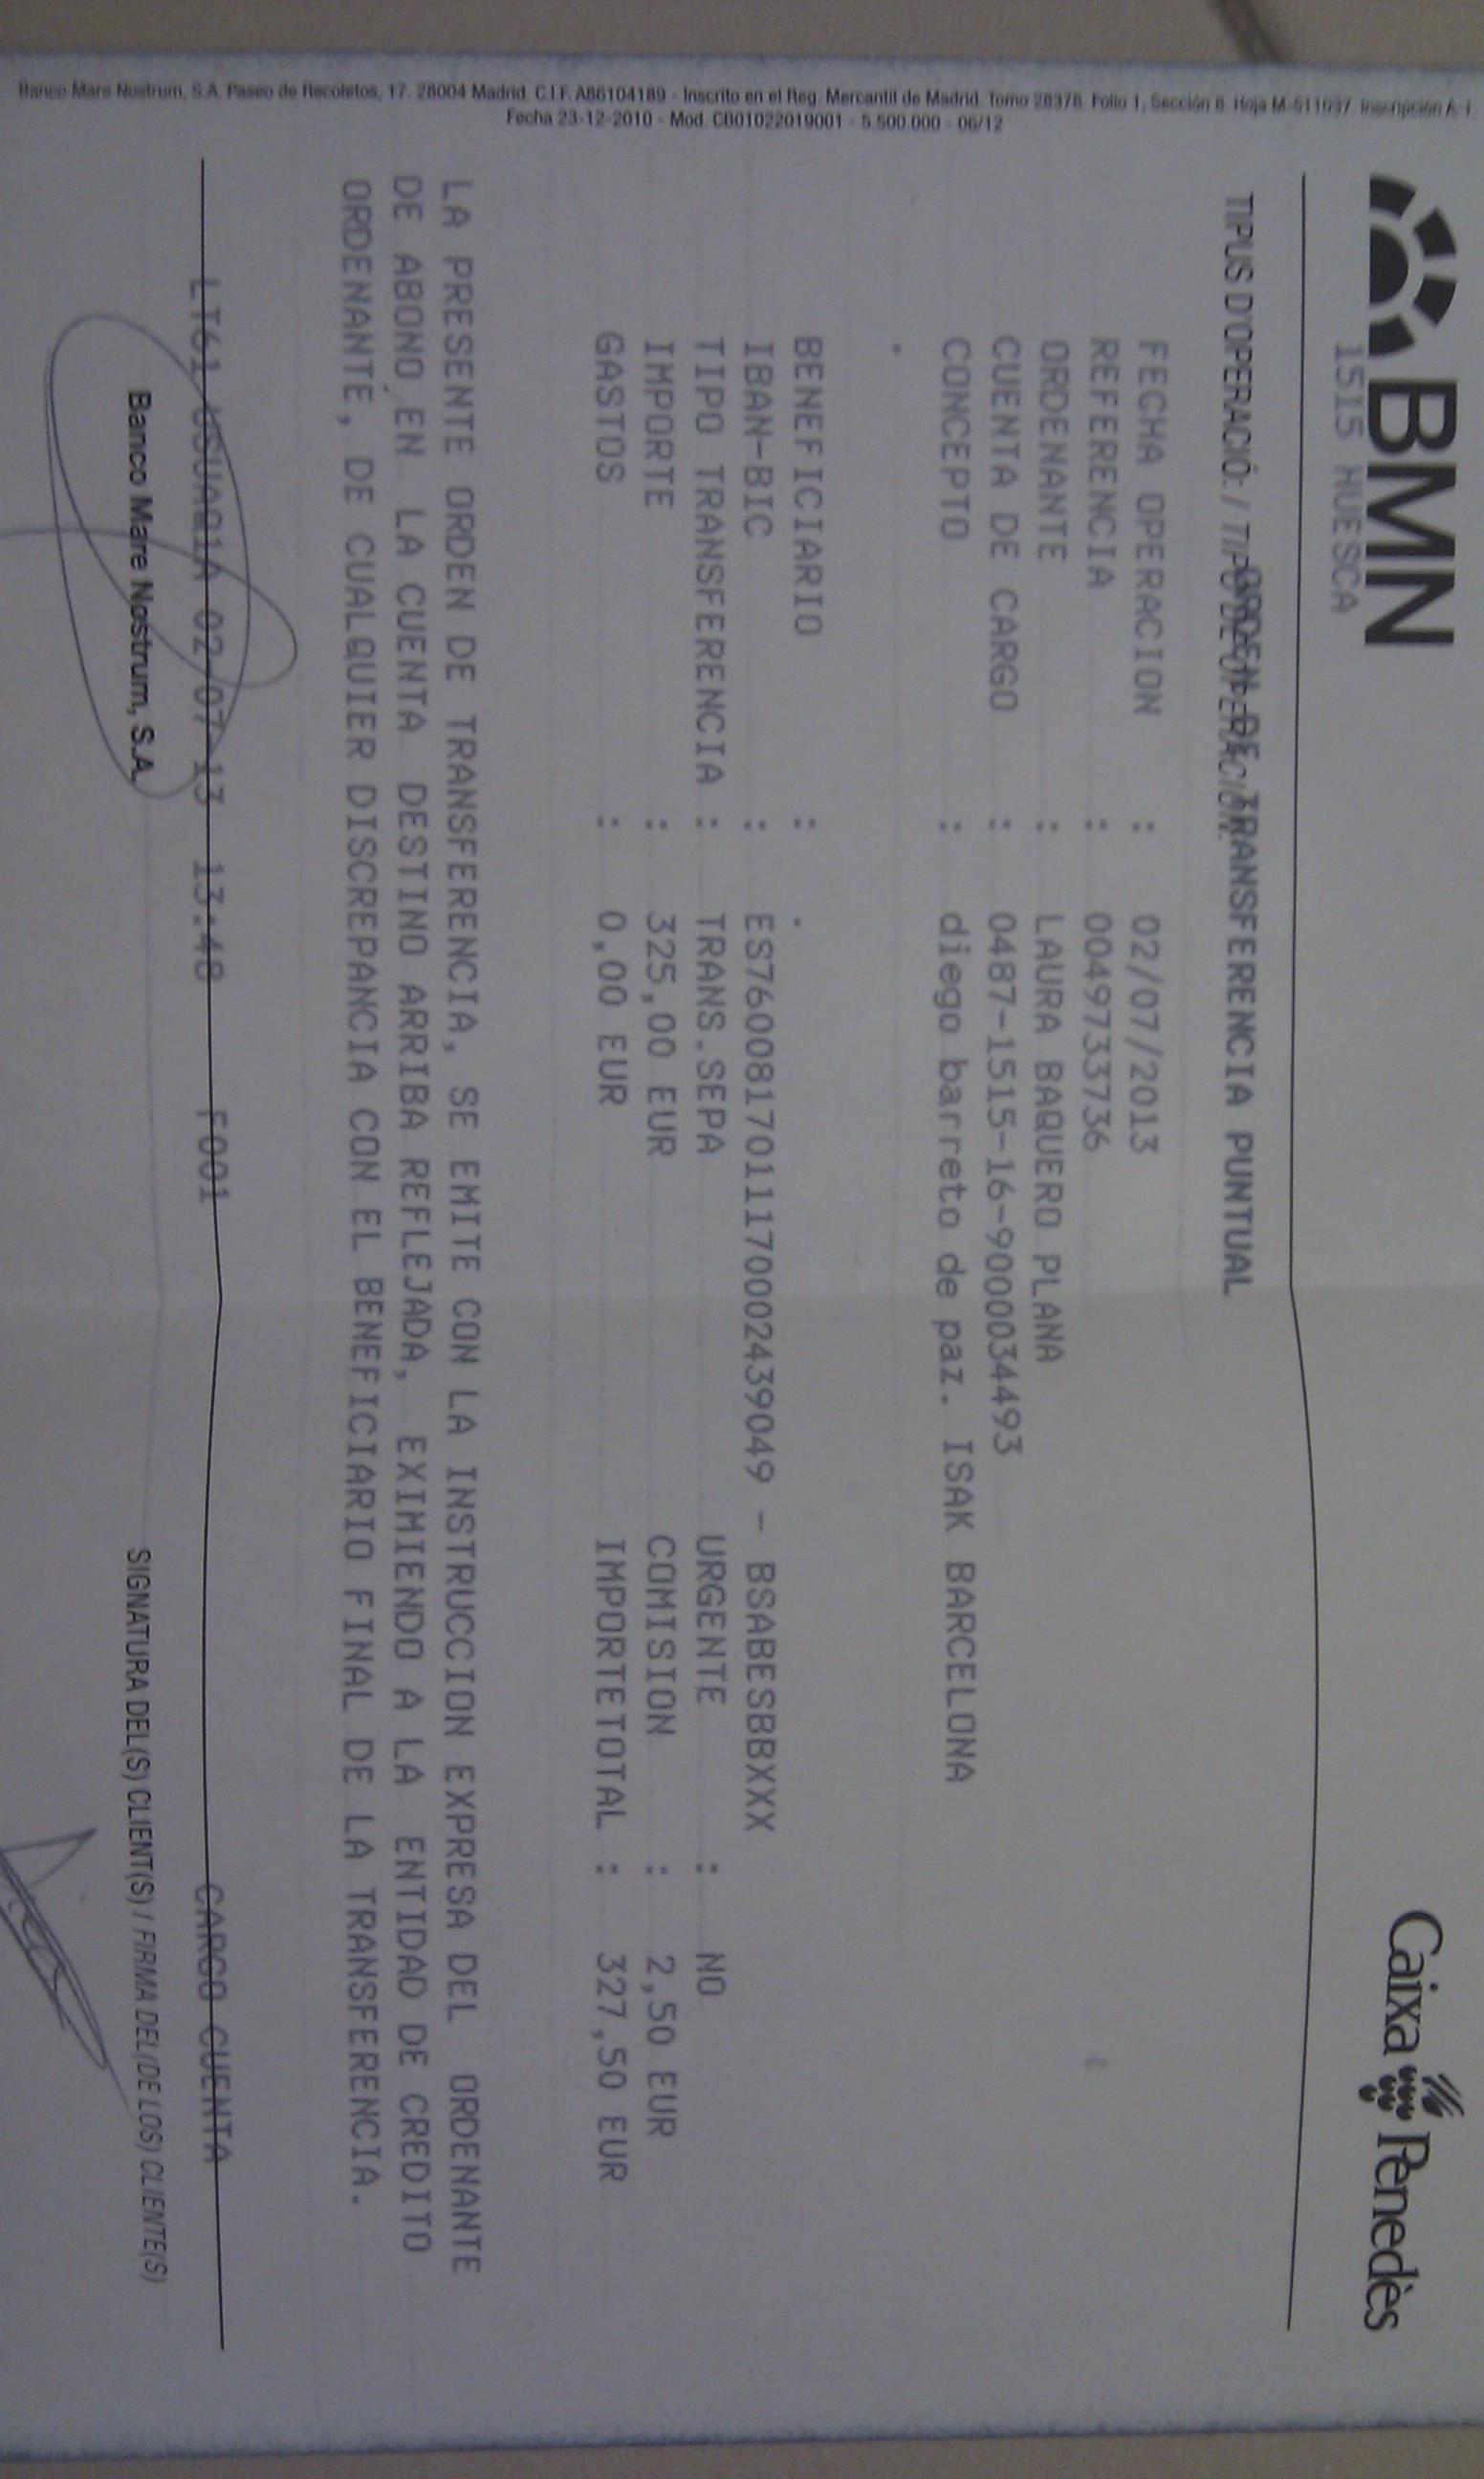 BMN
Caixa Penedès
1515 HUESCA
TIPUS D'OPERACIÓ: / TIPO DE OPERACIÓN:
ORDEN DE TRANSFERENCIA PUNTUAL
FECHA OPERACION : 02/07/2013
REFERENCIA : 0049733736
ORDENANTE : LAURA BAQUERO PLANA
CUENTA DE CARGO : 0487-1515-16-9000034493
CONCEPTO : diego barreto de paz. ISAK BARCELONA
.
BENEFICIARIO : .
IBAN-BIC : ES7600817011170002439049 - BSABESBBXXX
TIPO TRANSFERENCIA : TRANS.SEPA URGENTE : NO
IMPORTE : 325,00 EUR COMISION : 2,50 EUR
GASTOS : 0,00 EUR IMPORTETOTAL : 327,50 EUR
LA PRESENTE ORDEN DE TRANSFERENCIA, SE EMITE CON LA INSTRUCCION EXPRESA DEL ORDENANTE
DE ABONO EN LA CUENTA DESTINO ARRIBA REFLEJADA, EXIMIENDO A LA ENTIDAD DE CREDITO
ORDENANTE, DE CUALQUIER DISCREPANCIA CON EL BENEFICIARIO FINAL DE LA TRANSFERENCIA.
LT61 USUAQ1A 02/07/13 13.48 F001 CARGO CUENTA
Banco Mare Nostrum, S.A.
SIGNATURA DEL(S) CLIENT(S) / FIRMA DEL(DE LOS) CLIENTE(S)
Banco Mare Nostrum, S.A. Paseo de Recoletos, 17. 28004 Madrid. C.I.F. A86104189 - Inscrito en el Reg. Mercantil de Madrid. Tomo 28378. Folio 1, Sección 8. Hoja M-511037. Inscripción A-1.
Fecha 23-12-2010 - Mod. CB01022019001 - 5.500.000 - 06/12